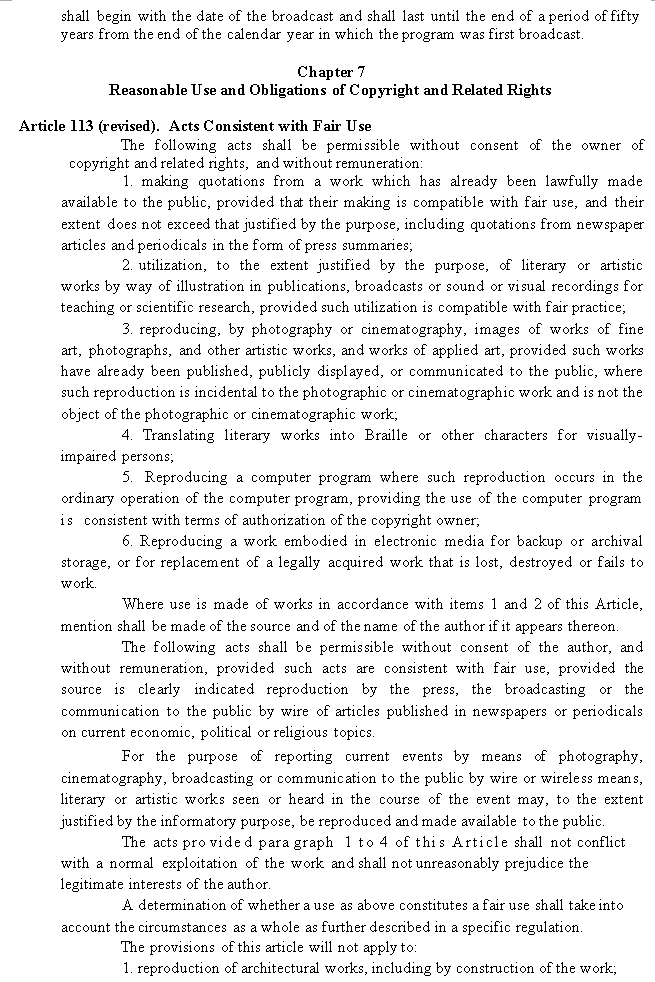 shall begin with the date of the broadcast and shall last until the end of a period of fifty
years from the end of the calendar year in which the program was first broadcast.
Chapter 7
Reasonable Use and Obligations of Copyright and Related Rights
Article 113 (revised). Acts Consistent with Fair Use
The following acts shall be permissible without consent of the owner of
copyright and related rights, and without remuneration:
1. making quotations from a work which has already been lawfully made
available to the public, provided that their making is compatible with fair use, and their
extent does not exceed that justified by the purpose, including quotations from newspaper
articles and periodicals in the form of press summaries;
2. utilization, to the extent justified by the purpose, of literary or artistic
works by way of illustration in publications, broadcasts or sound or visual recordings for
teaching or scientific research, provided such utilization is compatible with fair practice;
3. reproducing, by photography or cinematography, images of works of fine
art, photographs, and other artistic works, and works of applied art, provided such works
have already been published, publicly displayed, or communicated to the public, where
such reproduction is incidental to the photographic or cinematographic work and is not the
object of the photographic or cinematographic work;
4. Translating literary works into Braille or other characters for visually-
impaired persons;
5. Reproducing a computer program where such reproduction occurs in the
ordinary operation of the computer program, providing the use of the computer program
is consistent with terms of authorization of the copyright owner;
6. Reproducing a work embodied in electronic media for backup or archival
storage, or for replacement of a legally acquired work that is lost, destroyed or fails to
work.
Where use is made of works in accordance with items 1 and 2 of this Article,
mention shall be made of the source and of the name of the author if it appears thereon.
The following acts shall be permissible without consent of the author, and
without remuneration, provided such acts are consistent with fair use, provided the
source is clearly indicated reproduction by the press, the broadcasting or the
communication to the public by wire of articles published in newspapers or periodicals
on current economic, political or religious topics.
For the purpose of reporting current events by means of photography,
cinematography, broadcasting or communication to the public by wire or wireless means,
literary or artistic works seen or heard in the course of the event may, to the extent
justified by the informatory purpose, be reproduced and made available to the public.
The acts provided paragraph 1 to 4 of this Article shall not conflict
with a normal exploitation of the work and shall not unreasonably prejudice the
legitimate interests of the author.
A determination of whether a use as above constitutes a fair use shall take into
account the circumstances as a whole as further described in a specific regulation.
The provisions of this article will not apply to:
1. reproduction of architectural works, including by construction of the work;